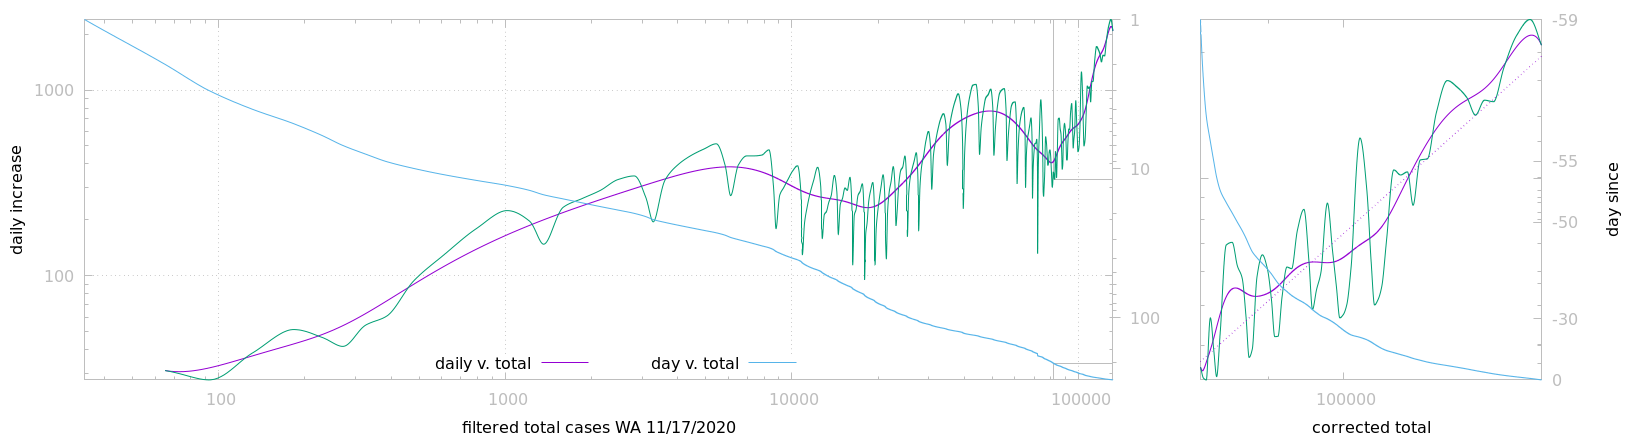 daily increase
1000
100
daily v. total
day v. total
100
1000
10000
100000
filtered total cases WA 11/17/2020
1
10
100
100000
corrected total
-59
-55
-50
-30
0
day since